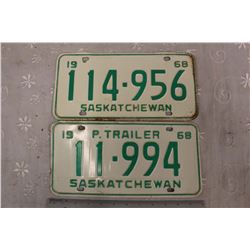 19 68
114-956
SASKATCHEWAN
19 P. TRAILER 68
11-994
SASKATCHEWAN